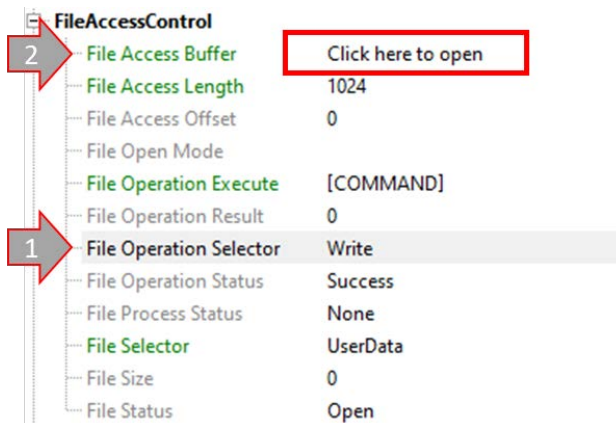 FileAccessControl
2 File Access Buffer Click here to open
File Access Length 1024
File Access Offset 0
File Open Mode
File Operation Execute [COMMAND]
File Operation Result 0
1 File Operation Selector Write
File Operation Status Success
File Process Status None
File Selector UserData
File Size 0
File Status Open